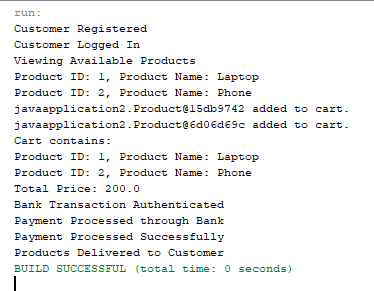 run:
Customer Registered
Customer Logged In
Viewing Available Products
Product ID: 1, Product Name: Laptop
Product ID: 2, Product Name: Phone
javaapplication2.Product@15db9742 added to cart.
javaapplication2.Product@6d06d69c added to cart.
Cart contains:
Product ID: 1, Product Name: Laptop
Product ID: 2, Product Name: Phone
Total Price: 200.0
Bank Transaction Authenticated
Payment Processed through Bank
Payment Processed Successfully
Products Delivered to Customer
BUILD SUCCESSFUL (total time: 0 seconds)